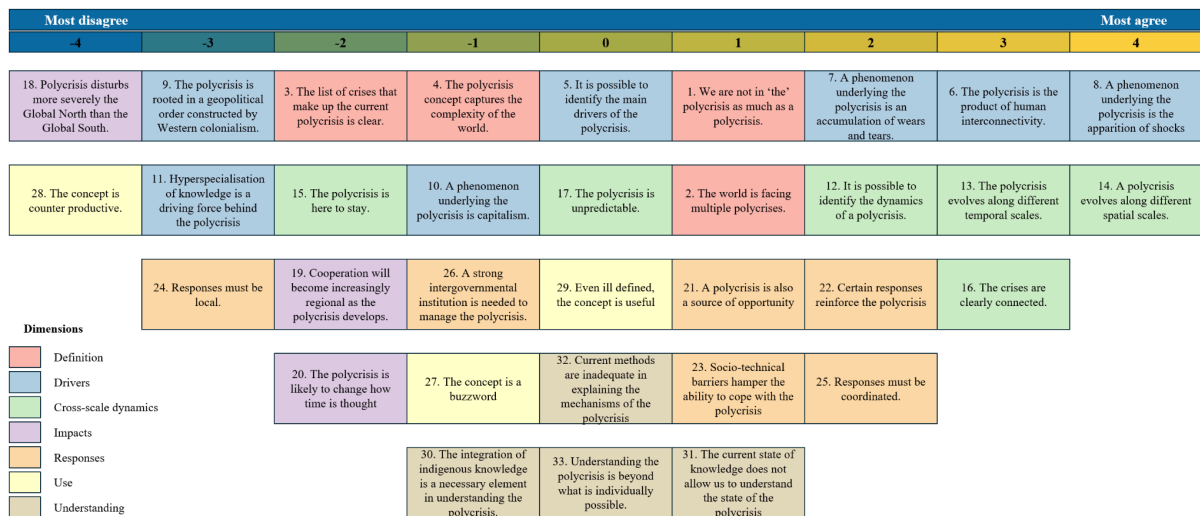 Most disagree
Most agree
-4
-3
-2
-1
0
1
2
3
4
18. Polycrisis disturbs
more severely the
Global North than the
Global South.
9. The polycrisis is
rooted in a geopolitical
order constructed by
Western colonialism.
3. The list of crises that
make up the current
polycrisis is clear.
4. The polycrisis
concept captures the
complexity of the
world.
5. It is possible to
identify the main
drivers of the
polycrisis.
1. We are not in ‘the’
polycrisis as much as a
polycrisis.
7. A phenomenon
underlying the
polycrisis is an
accumulation of wears
and tears.
6. The polycrisis is the
product of human
interconnectivity.
8. A phenomenon
underlying the
polycrisis is the
apparition of shocks
28. The concept is
counter productive.
11. Hyperspecialisation
of knowledge is a
driving force behind
the polycrisis
15. The polycrisis is
here to stay.
10. A phenomenon
underlying the
polycrisis is capitalism.
17. The polycrisis is
unpredictable.
2. The world is facing
multiple polycrises.
12. It is possible to
identify the dynamics
of a polycrisis.
13. The polycrisis
evolves along different
temporal scales.
14. A polycrisis
evolves along different
spatial scales.
24. Responses must be
local.
19. Cooperation will
become increasingly
regional as the
polycrisis develops.
26. A strong
intergovernmental
institution is needed to
manage the polycrisis.
29. Even ill defined,
the concept is useful
21. A polycrisis is also
a source of opportunity
22. Certain responses
reinforce the polycrisis
16. The crises are
clearly connected.
20. The polycrisis is
likely to change how
time is thought
27. The concept is a
buzzword
32. Current methods
are inadequate in
explaining the
mechanisms of the
polycrisis
23. Socio-technical
barriers hamper the
ability to cope with the
polycrisis
25. Responses must be
coordinated.
30. The integration of
indigenous knowledge
is a necessary element
in understanding the
polycrisis.
33. Understanding the
polycrisis is beyond
what is individually
possible.
31. The current state of
knowledge does not
allow us to understand
the state of the
polycrisis
Dimensions
Definition
Drivers
Cross-scale dynamics
Impacts
Responses
Use
Understanding